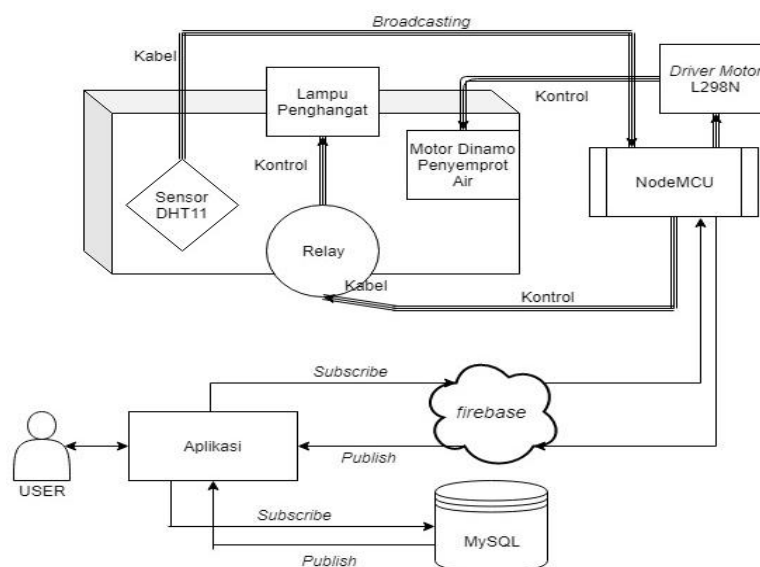 Broadcasting
Kabel
Driver Motor
L298N
Lampu
Penghangat
Kontrol
Motor Dinamo
Penyemprot
Air
Kontrol
NodeMCU
Sensor
DHT11
Relay
Kabel
Kontrol
Subscribe
firebase
Aplikasi
Publish
USER
Subscribe
MySQL
Publish